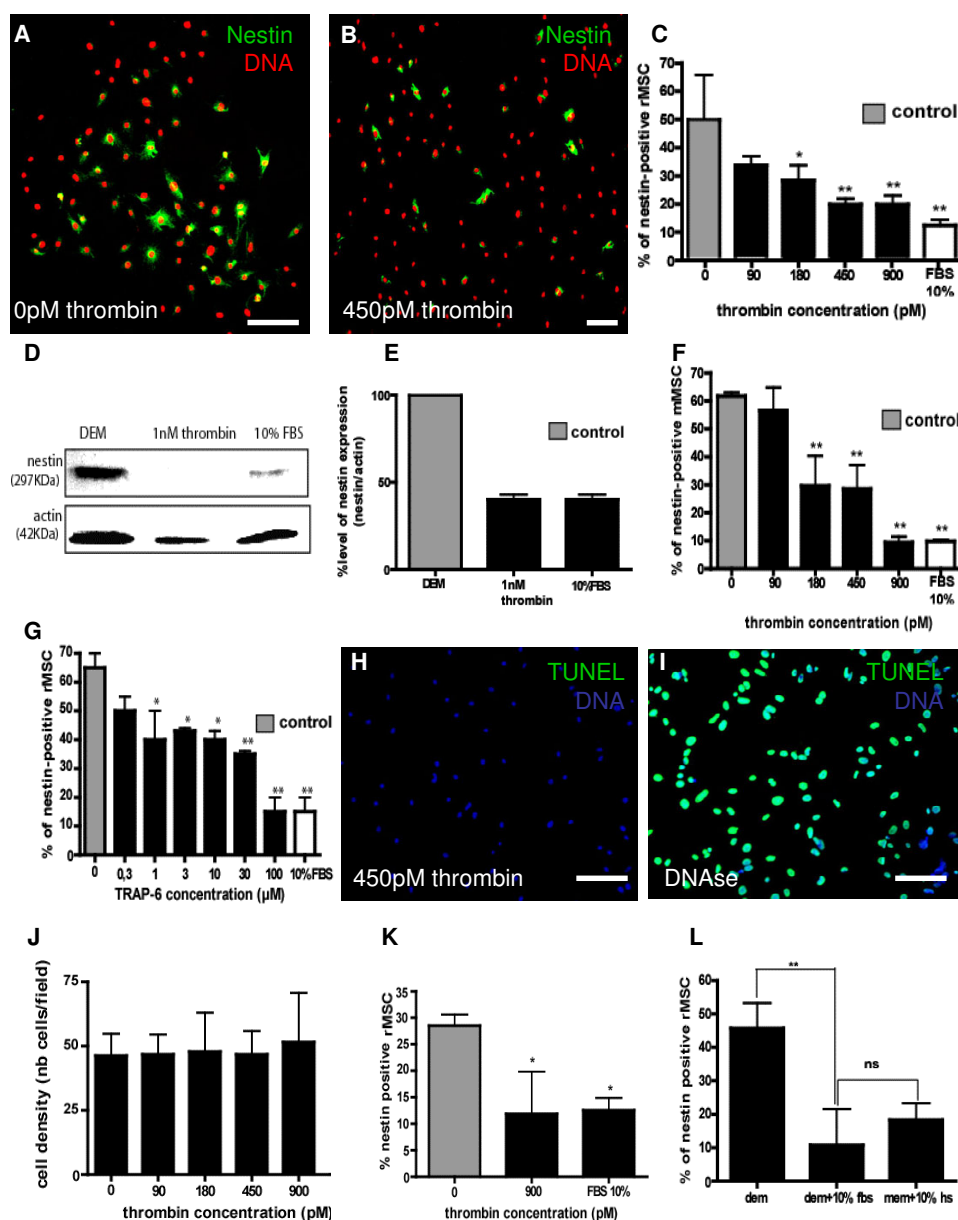 A
Nestin
DNA
0pM thrombin
B
Nestin
DNA
450pM thrombin
C
% of nestin-positive rMSC
70
60
50
40
30
20
10
0
control
*
**
**
**
0 90 180 450 900 FBS
10%
thrombin concentration (pM)
D
DEM 1nM thrombin 10% FBS
nestin
(297KDa)
actin
(42KDa)
E
%level of nestin expression
(nestin/actin)
100
50
0
control
DEM 1nM 10%FBS
thrombin
F
% of nestin-positive mMSC
70
60
50
40
30
20
10
0
control
**
**
**
**
0 90 180 450 900 FBS
10%
thrombin concentration (pM)
G
% of nestin-positive rMSC
70
60
50
40
30
20
10
0
control
*
*
*
**
**
**
0 0,3 1 3 10 30 100 10%FBS
TRAP-6 concentration (µM)
H
TUNEL
DNA
450pM thrombin
I
TUNEL
DNA
DNAse
J
cell density (nb cells/field)
75
50
25
0
0 90 180 450 900
thrombin concentration (pM)
K
% nestin positive rMSC
35
30
25
20
15
10
5
0
*
*
0 900 FBS 10%
thrombin concentration (pM)
L
% of nestin positive rMSC
60
50
40
30
20
10
0
**
ns
dem dem+10% fbs mem+10% hs